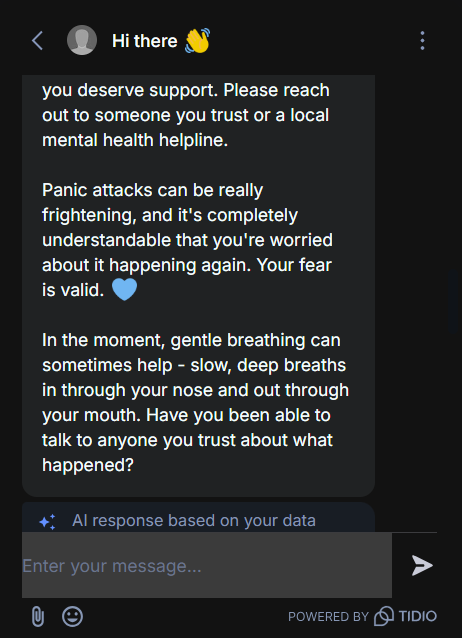 Hi there 👋
you deserve support. Please reach
out to someone you trust or a local
mental health helpline.
Panic attacks can be really
frightening, and it's completely
understandable that you're worried
about it happening again. Your fear
is valid. 💙
In the moment, gentle breathing can
sometimes help - slow, deep breaths
in through your nose and out through
your mouth. Have you been able to
talk to anyone you trust about what
happened?
AI response based on your data
Enter your message...
POWERED BY TIDIO